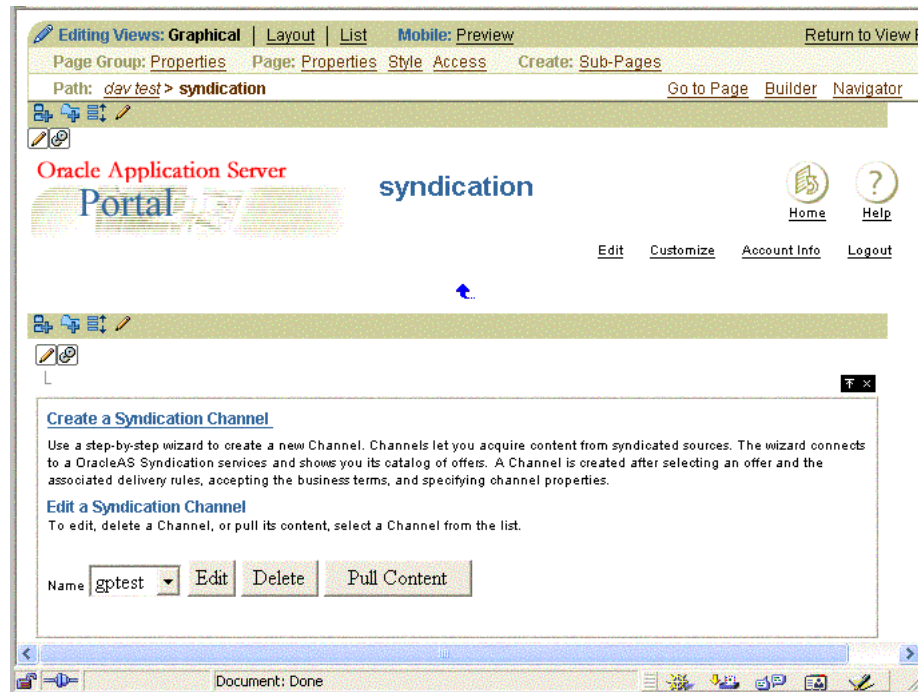 Editing Views: Graphical | Layout | List Mobile: Preview Return to View
Page Group: Properties Page: Properties Style Access Create: Sub-Pages
Path: dav test > syndication Go to Page Builder Navigator
Oracle Application Server
Portal
syndication
Home Help
Edit Customize Account Info Logout
Create a Syndication Channel
Use a step-by-step wizard to create a new Channel. Channels let you acquire content from syndicated sources. The wizard connects
to a OracleAS Syndication services and shows you its catalog of offers. A Channel is created after selecting an offer and the
associated delivery rules, accepting the business terms, and specifying channel properties.
Edit a Syndication Channel
To edit, delete a Channel, or pull its content, select a Channel from the list.
Name gptest Edit Delete Pull Content
Document: Done